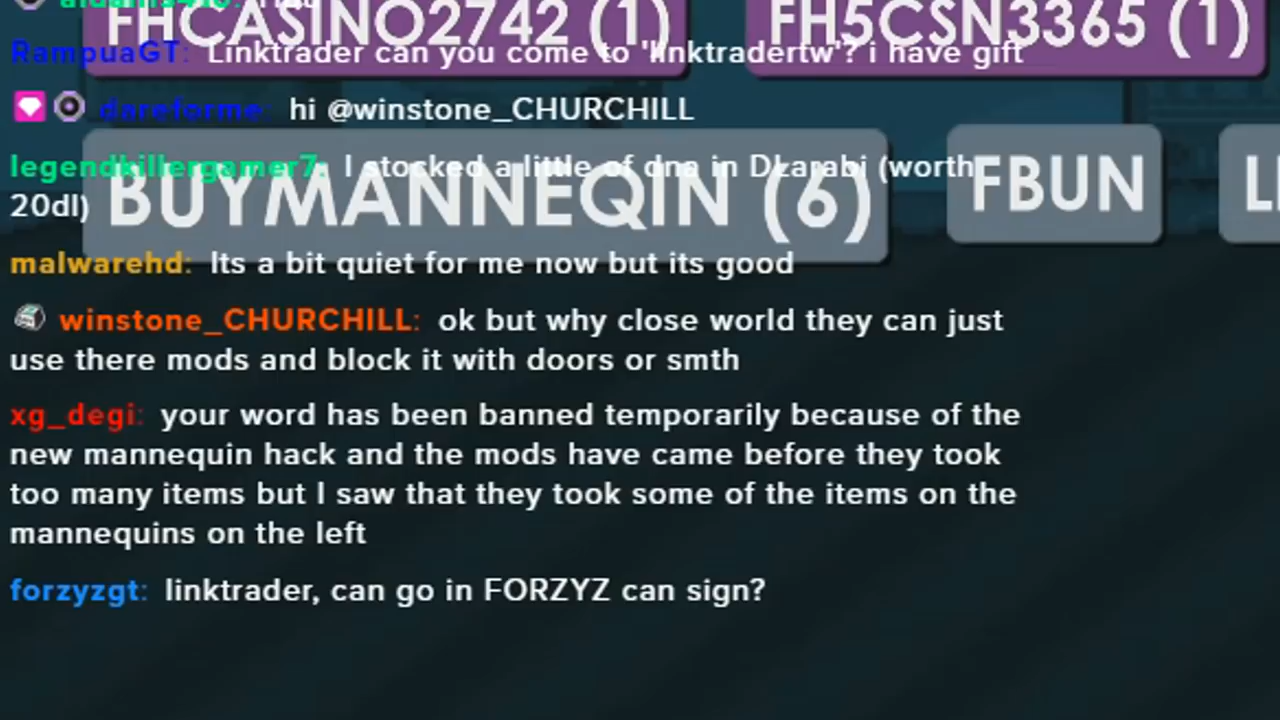 FHCASINO2742 (1) FH5CSN3365 (1)
RampuaGT: Linktrader can you come to 'linktradertw'? i have gift
dareforme: hi @winstone_CHURCHILL
legendkillergamer7: I stocked a little of dna in Dłarabi (worth
20dl)
BUYMANNEQIN (6) FBUN
malwarehd: Its a bit quiet for me now but its good
winstone_CHURCHILL: ok but why close world they can just
use there mods and block it with doors or smth
xg_degi: your word has been banned temporarily because of the
new mannequin hack and the mods have came before they took
too many items but I saw that they took some of the items on the
mannequins on the left
forzyzgt: linktrader, can go in FORZYZ can sign?